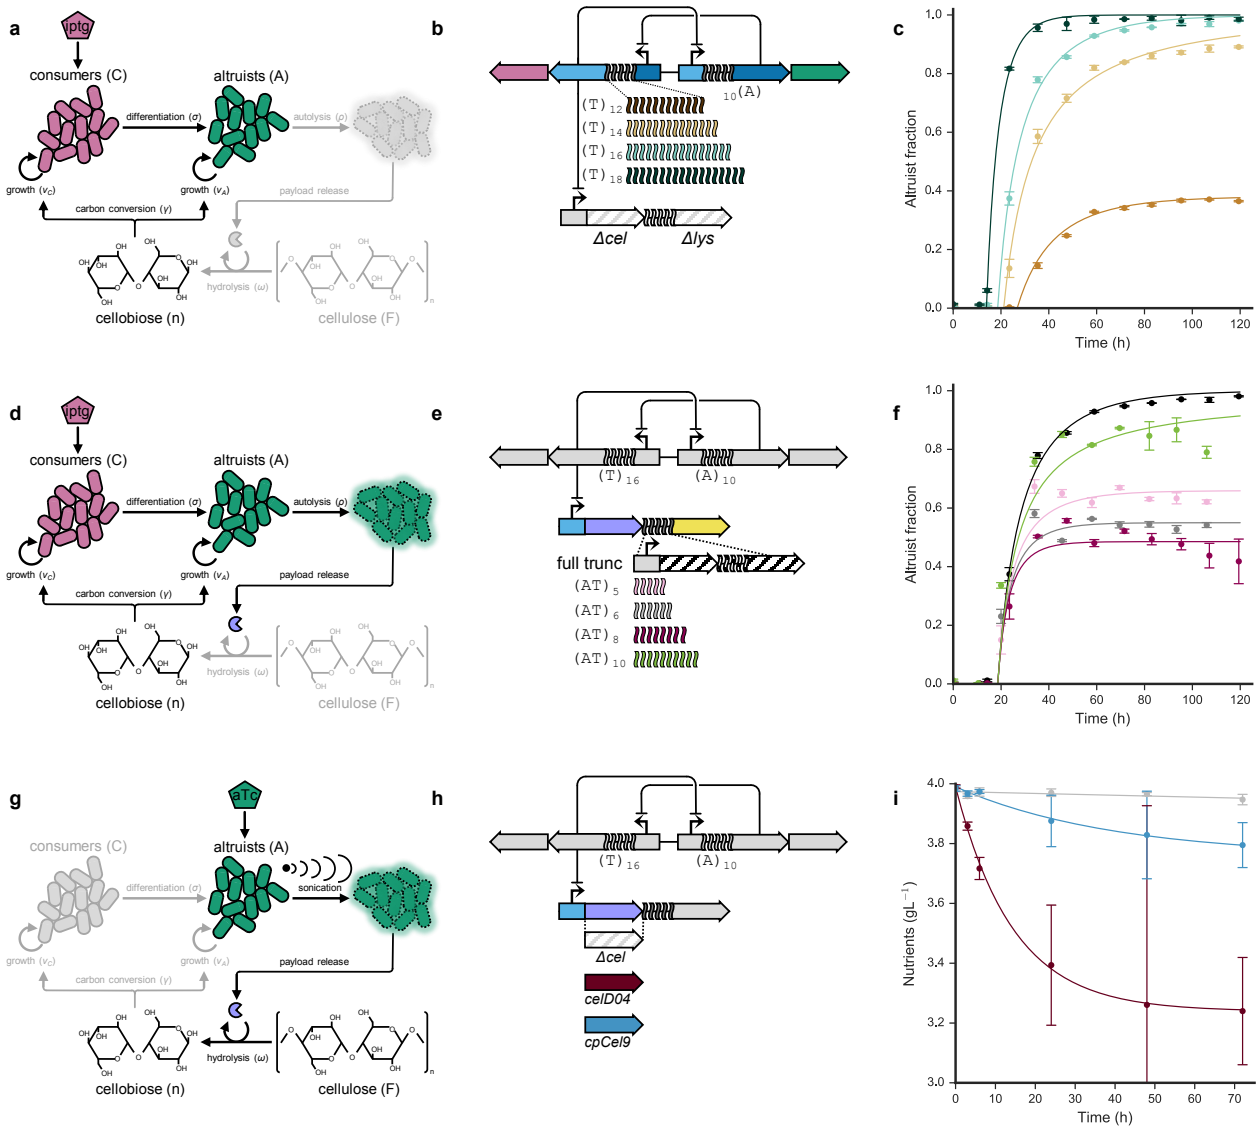 a
iptg
consumers (C)
altruists (A)
differentiation (σ)
autolysis (ρ)
growth (νC)
growth (νA)
payload release
carbon conversion (γ)
hydrolysis (ω)
cellobiose (n)
cellulose (F)
OH
O
n
b
(T)12
(T)14
(T)16
(T)18
10(A)
Δcel
Δlys
c
Altruist fraction
1.0
0.8
0.6
0.4
0.2
0.0
0 20 40 60 80 100 120
Time (h)
d
iptg
consumers (C)
altruists (A)
differentiation (σ)
autolysis (ρ)
growth (νC)
growth (νA)
payload release
carbon conversion (γ)
hydrolysis (ω)
cellobiose (n)
cellulose (F)
OH
O
n
e
(T)16
(A)10
full trunc
(AT)5
(AT)6
(AT)8
(AT)10
f
Altruist fraction
1.0
0.8
0.6
0.4
0.2
0.0
0 20 40 60 80 100 120
Time (h)
g
aTc
consumers (C)
altruists (A)
differentiation (σ)
sonication
growth (νC)
growth (νA)
payload release
carbon conversion (γ)
hydrolysis (ω)
cellobiose (n)
cellulose (F)
OH
O
n
h
(T)16
(A)10
Δcel
celD04
cpCel9
i
Nutrients (gL−1)
4.0
3.8
3.6
3.4
3.2
3.0
0 10 20 30 40 50 60 70
Time (h)